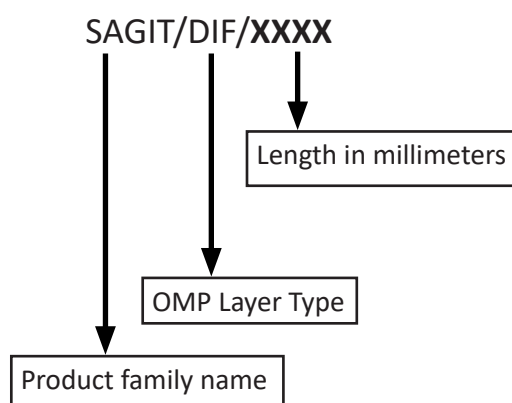 SAGIT/DIF/XXXX
Length in millimeters
OMP Layer Type
Product family name